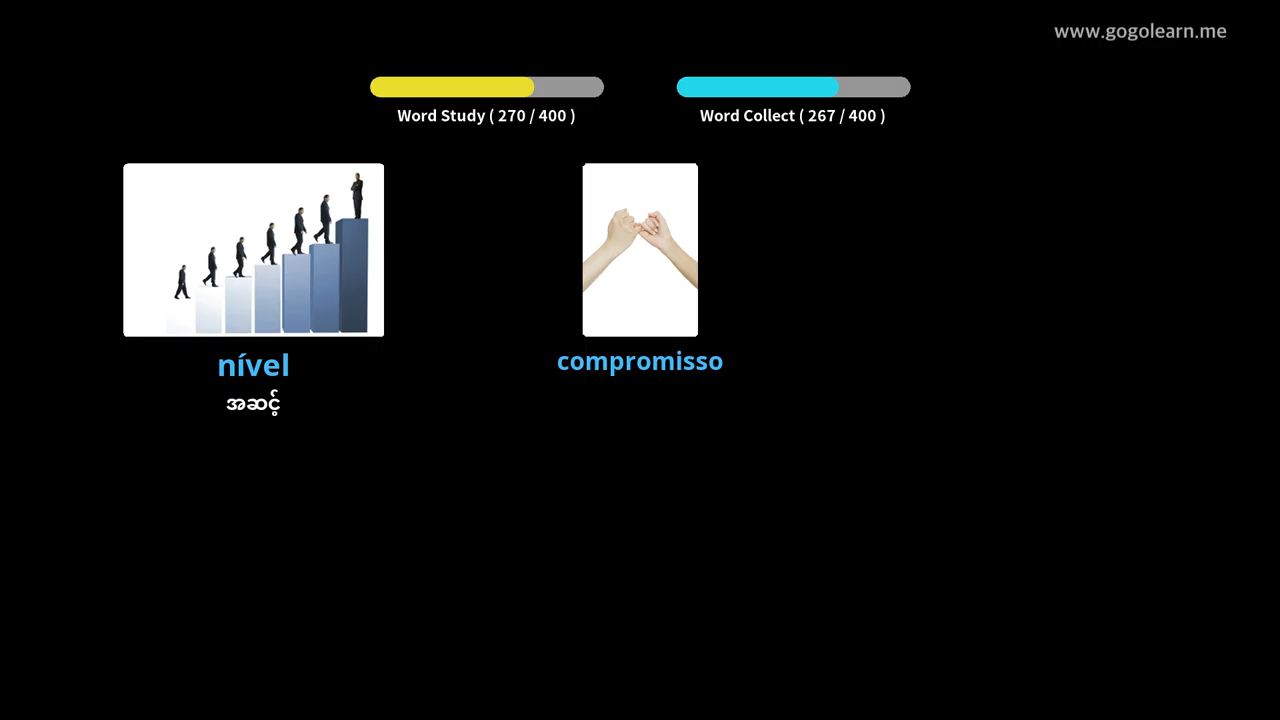 www.gogolearn.me
Word Study ( 270 / 400 )
Word Collect ( 267 / 400 )
nível
compromisso
အဆင့်